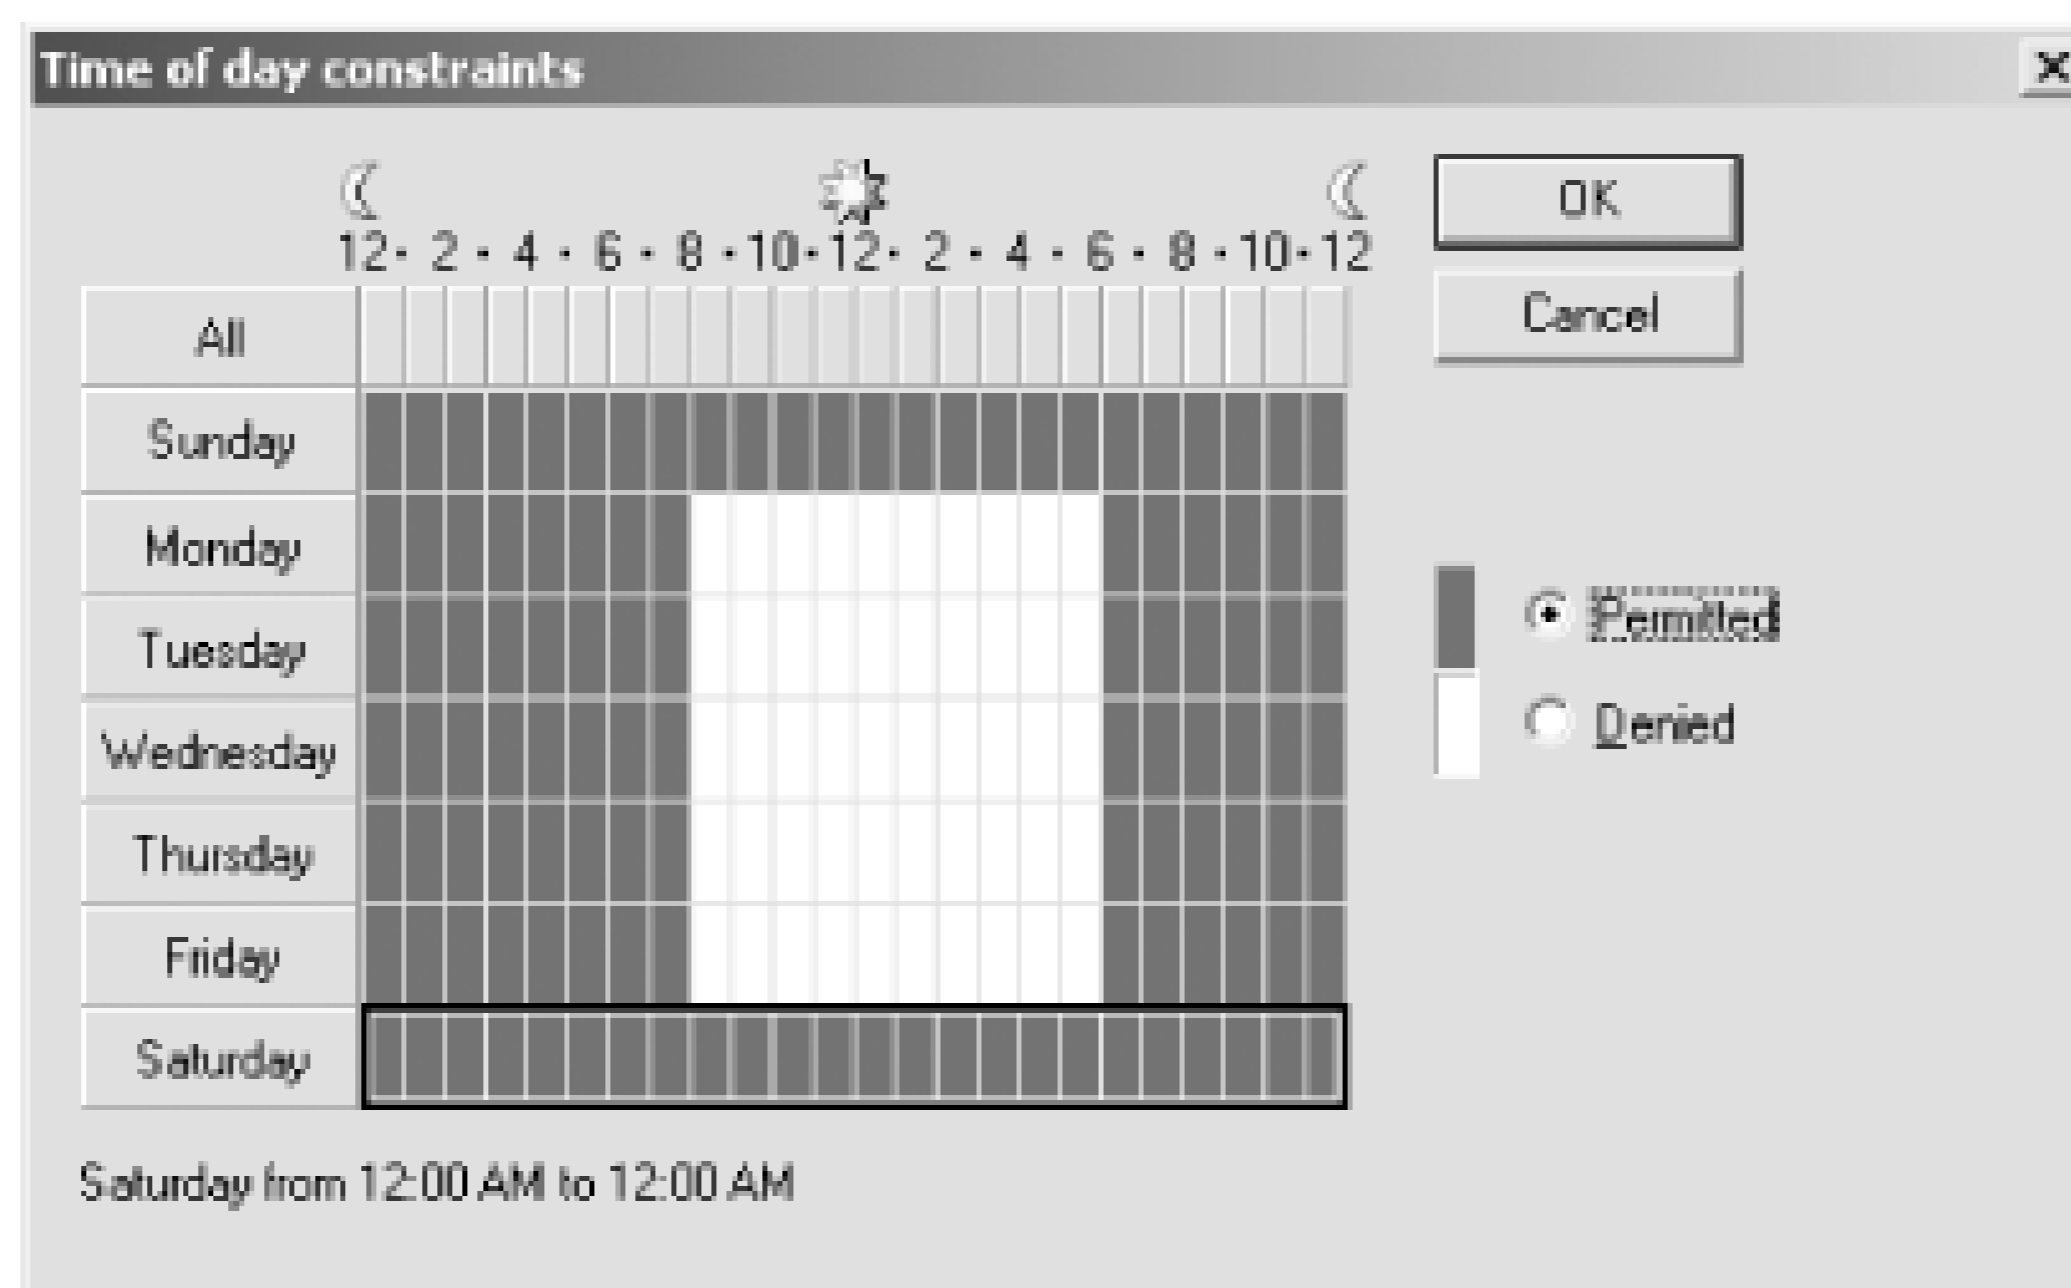 Time of day constraints
12 · 2 · 4 · 6 · 8 · 10 · 12 · 2 · 4 · 6 · 8 · 10 · 12
OK
Cancel
All
Sunday
Monday
Tuesday
Wednesday
Thursday
Friday
Saturday
Permitted
Denied
Saturday from 12:00 AM to 12:00 AM